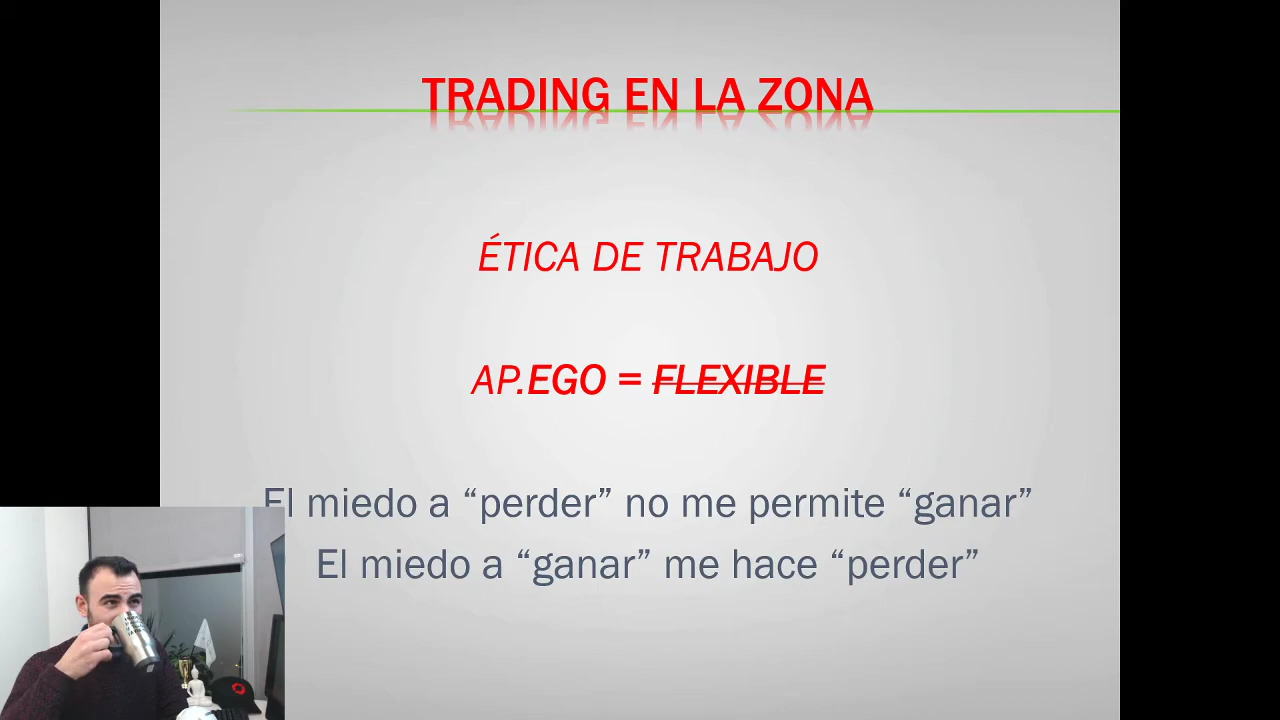 TRADING EN LA ZONA
ÉTICA DE TRABAJO
AP.EGO = FLEXIBLE
El miedo a “perder” no me permite “ganar”
El miedo a “ganar” me hace “perder”